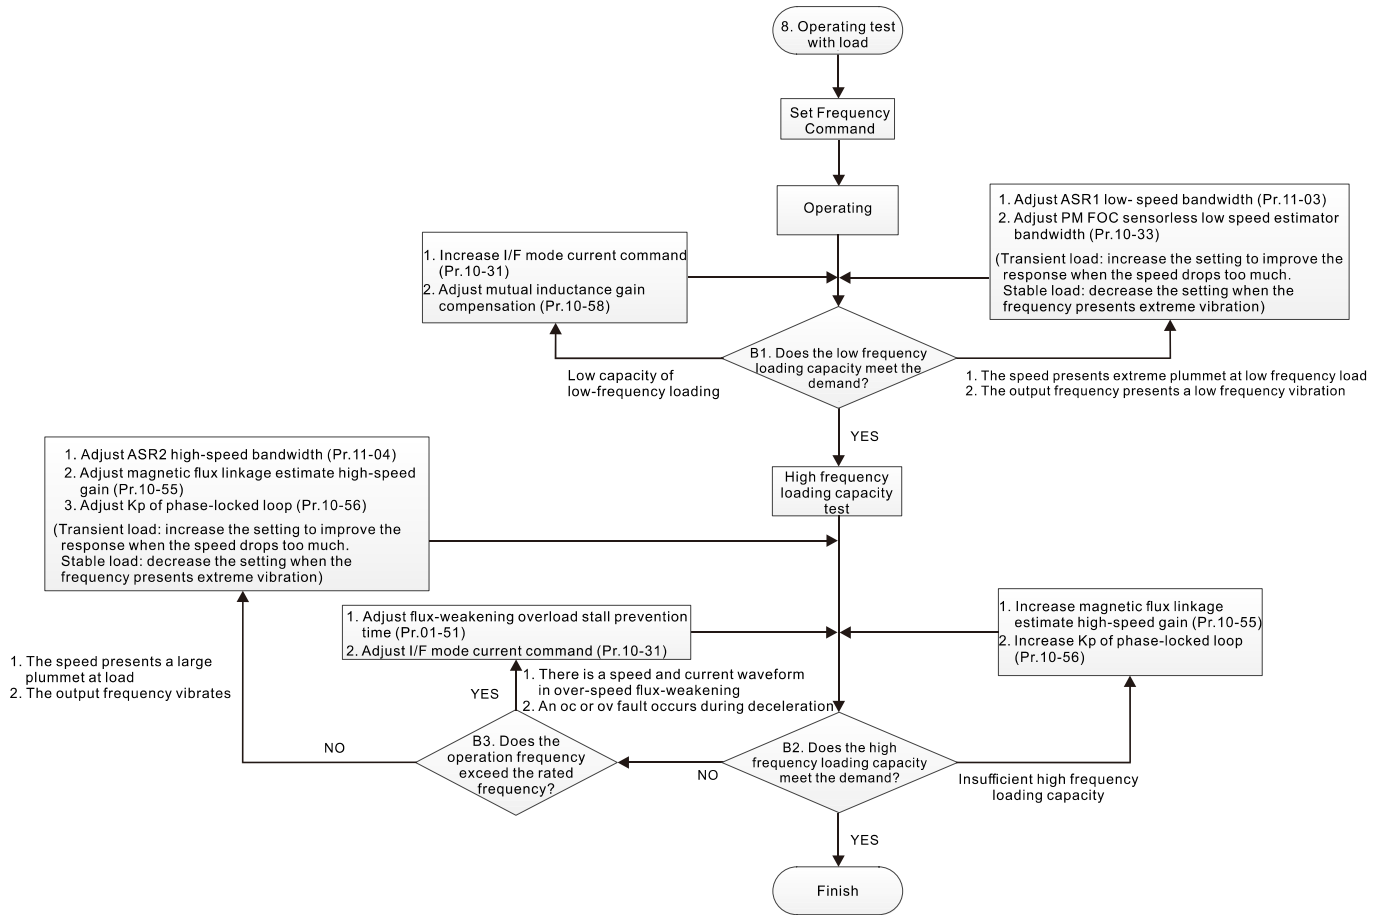 8. Operating test
with load
Set Frequency
Command
Operating
1. Adjust ASR1 low- speed bandwidth (Pr.11-03)
2. Adjust PM FOC sensorless low speed estimator
bandwidth (Pr.10-33)
(Transient load: increase the setting to improve the
response when the speed drops too much.
Stable load: decrease the setting when the
frequency presents extreme vibration)
1. Increase I/F mode current command
(Pr.10-31)
2. Adjust mutual inductance gain
compensation (Pr.10-58)
B1. Does the low frequency
loading capacity meet the
demand?
Low capacity of
low-frequency loading
1. The speed presents extreme plummet at low frequency load
2. The output frequency presents a low frequency vibration
YES
High frequency
loading capacity
test
1. Adjust ASR2 high-speed bandwidth (Pr.11-04)
2. Adjust magnetic flux linkage estimate high-speed
gain (Pr.10-55)
3. Adjust Kp of phase-locked loop (Pr.10-56)
(Transient load: increase the setting to improve the
response when the speed drops too much.
Stable load: decrease the setting when the
frequency presents extreme vibration)
1. Adjust flux-weakening overload stall prevention
time (Pr.01-51)
2. Adjust I/F mode current command (Pr.10-31)
1. Increase magnetic flux linkage
estimate high-speed gain (Pr.10-55)
2. Increase Kp of phase-locked loop
(Pr.10-56)
1. The speed presents a large
plummet at load
2. The output frequency vibrates
YES
1. There is a speed and current waveform
in over-speed flux-weakening
2. An oc or ov fault occurs during deceleration
NO
B3. Does the
operation frequency
exceed the rated
frequency?
NO
B2. Does the high
frequency loading capacity
meet the demand?
Insufficient high frequency
loading capacity
YES
Finish